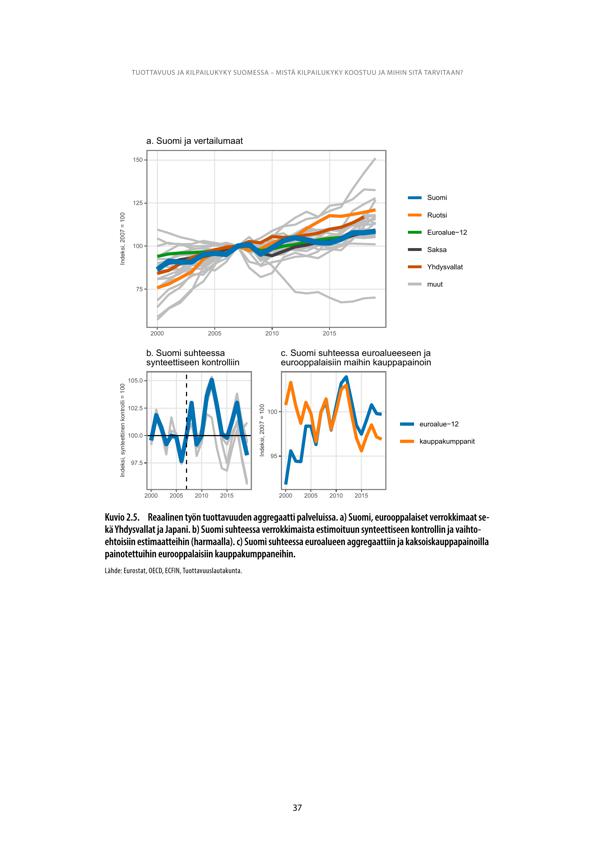 TUOTTAVUUS JA KILPAILUKYKY SUOMESSA – MISTÄ KILPAILUKYKY KOOSTUU JA MIHIN SITÄ TARVITAAN?
a. Suomi ja vertailumaat
Indeksi, 2007 = 100
150
125
100
75
2000
2005
2010
2015
Suomi
Ruotsi
Euroalue−12
Saksa
Yhdysvallat
muut
b. Suomi suhteessa
synteettiseen kontrolliin
Indeksi, synteettinen kontrolli = 100
105.0
102.5
100.0
97.5
2000
2005
2010
2015
c. Suomi suhteessa euroalueeseen ja
eurooppalaisiin maihin kauppapainoin
Indeksi, 2007 = 100
100
95
2000
2005
2010
2015
euroalue−12
kauppakumppanit
Kuvio 2.5. Reaalinen työn tuottavuuden aggregaatti palveluissa. a) Suomi, eurooppalaiset verrokkimaat se-
kä Yhdysvallat ja Japani. b) Suomi suhteessa verrokkimaista estimoituun synteettiseen kontrollin ja vaihto-
ehtoisiin estimaatteihin (harmaalla). c) Suomi suhteessa euroalueen aggregaattiin ja kaksoiskauppapainoilla
painotettuihin eurooppalaisiin kauppakumppaneihin.
Lähde: Eurostat, OECD, ECFIN, Tuottavuuslautakunta.
37